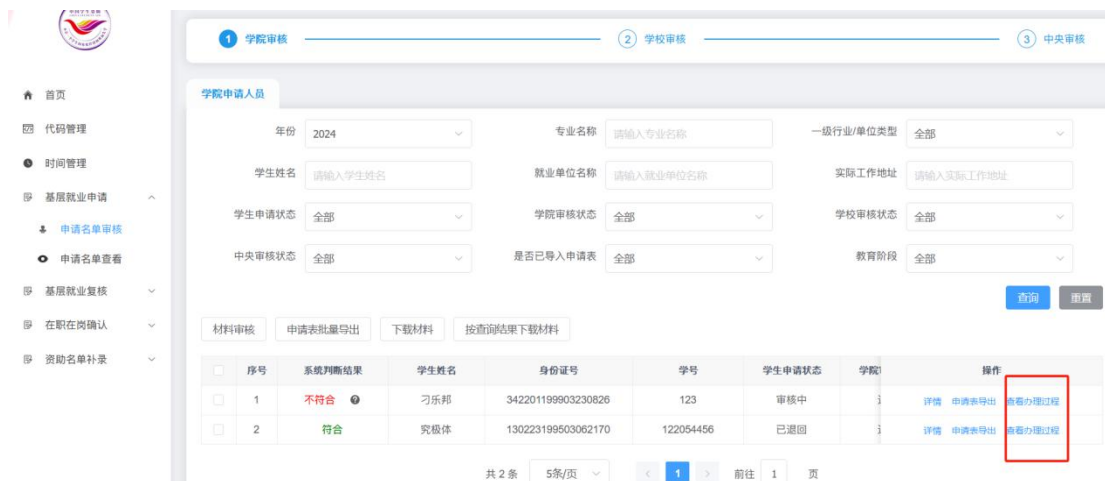 1 学院审核 2 学校审核 3 中央审核
首页
代码管理
时间管理
基层就业申请
申请名单审核
申请名单查看
基层就业复核
在职在岗确认
资助名单补录
学院申请人员
年份 2024 专业名称 请输入专业名称 一级行业/单位类型 全部
学生姓名 请输入学生姓名 就业单位名称 请输入就业单位名称 实际工作地址 请输入实际工作地址
学生申请状态 全部 学院审核状态 全部 学校审核状态 全部
中央审核状态 全部 是否已导入申请表 全部 教育阶段 全部
查询 重置
材料审核 申请表批量导出 下载材料 按查询结果下载材料
序号 系统判断结果 学生姓名 身份证号 学号 学生申请状态 学院 操作
1 不符合 刁乐邦 342201199903230826 123 审核中 详情 申请表导出 查看办理过程
2 符合 究极体 130223199503062170 122054456 已退回 详情 申请表导出 查看办理过程
共 2 条 5条/页 < 1 > 前往 1 页